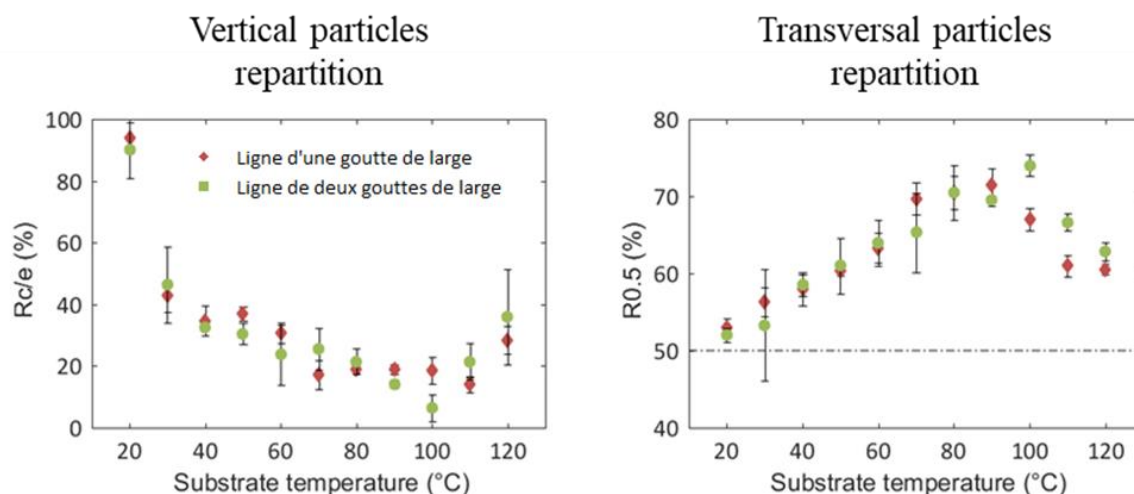 Vertical particles
repartition
Transversal particles
repartition
100
80
60
40
20
0
Rc/e (%)
Ligne d'une goutte de large
Ligne de deux gouttes de large
20 40 60 80 100 120
Substrate temperature (°C)
80
70
60
50
40
R0.5 (%)
20 40 60 80 100 120
Substrate temperature (°C)